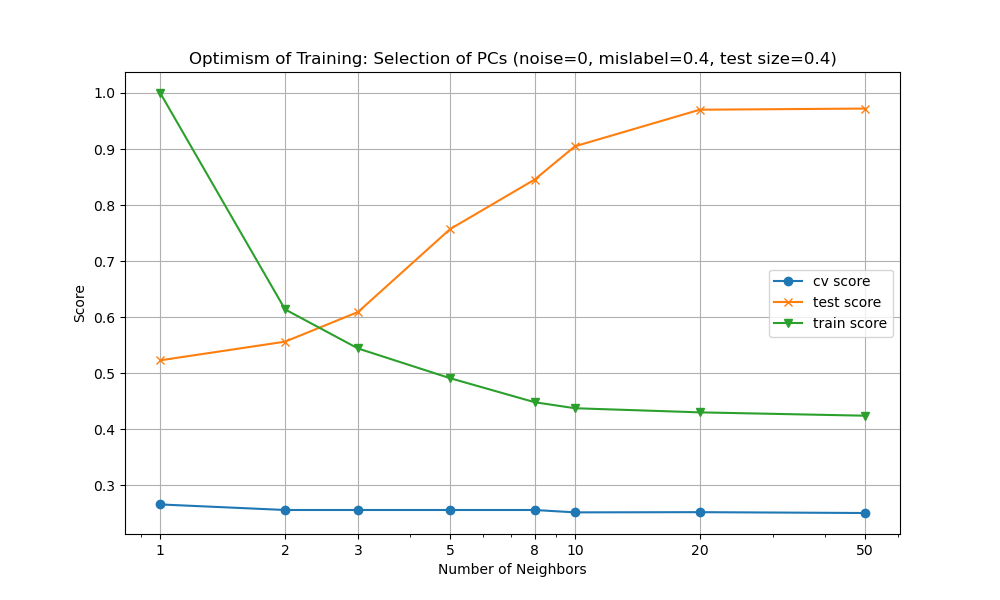 Optimism of Training: Selection of PCs (noise=0, mislabel=0.4, test size=0.4)
Score
1.0
0.9
0.8
0.7
0.6
0.5
0.4
0.3
cv score
test score
train score
1 2 3 5 8 10 20 50
Number of Neighbors